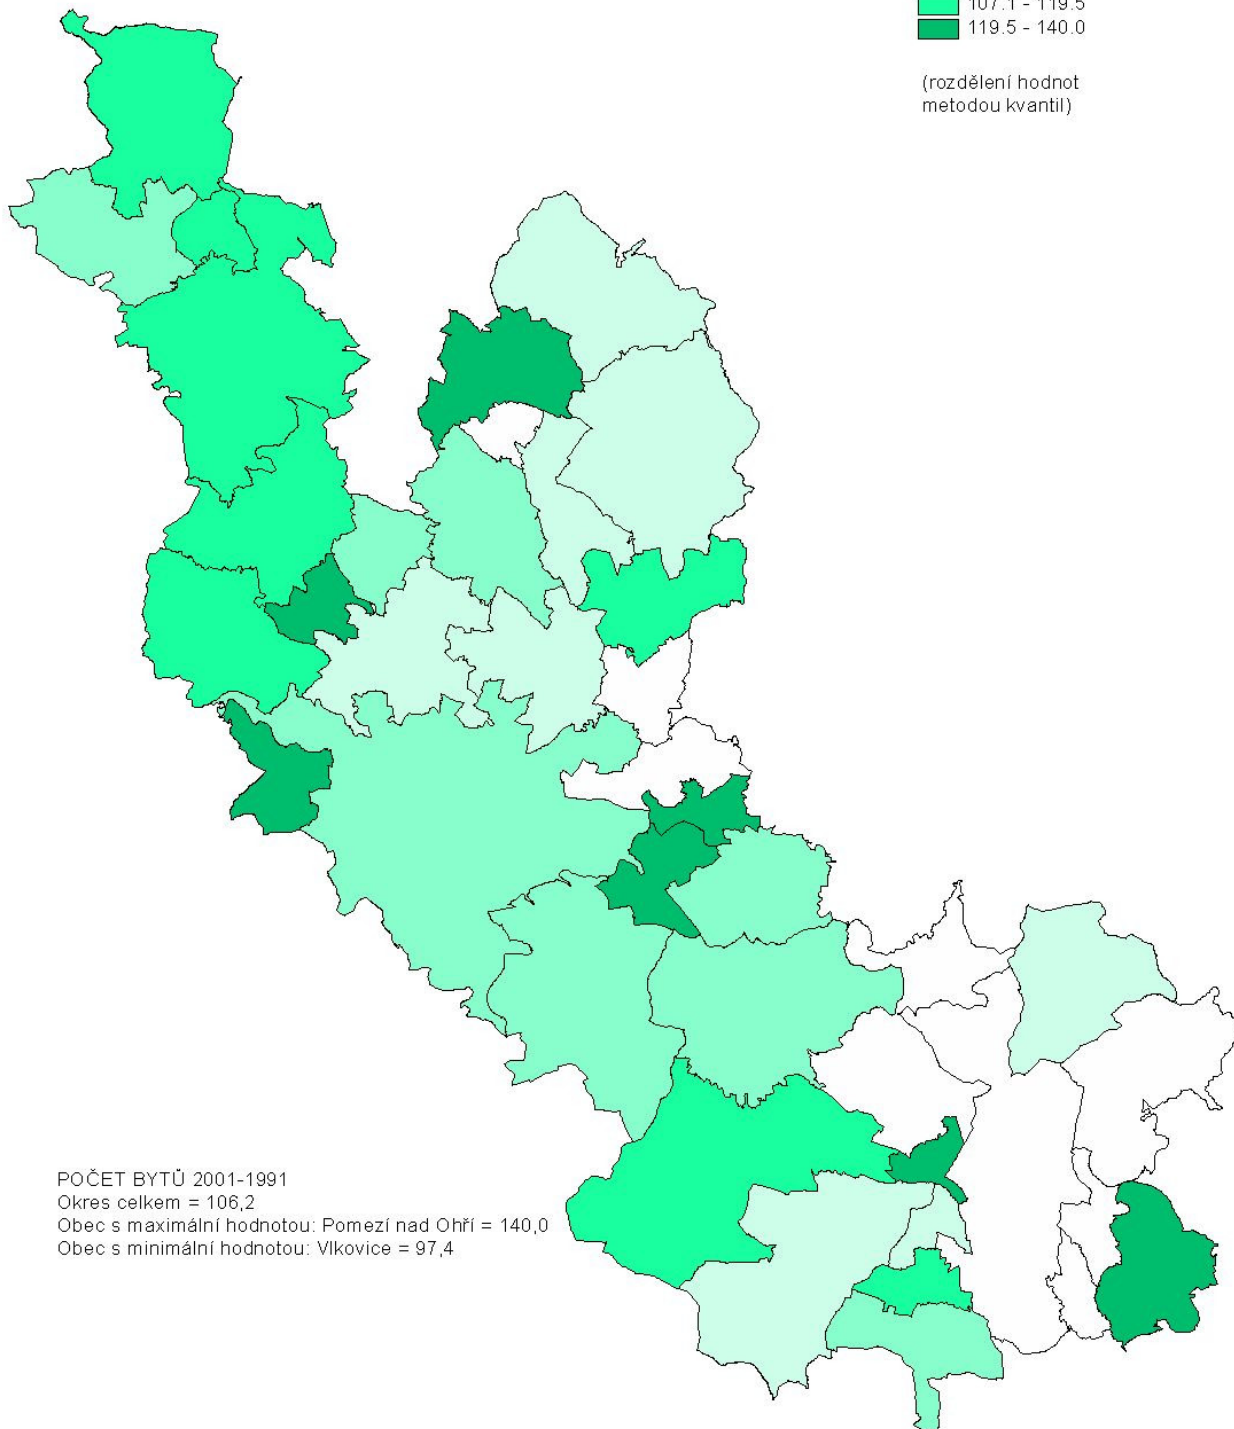 107.1 - 119.5
119.5 - 140.0
(rozdělení hodnot
metodou kvantil)
POČET BYTŮ 2001-1991
Okres celkem = 106,2
Obec s maximální hodnotou: Pomezí nad Ohří = 140,0
Obec s minimální hodnotou: Vlkovice = 97,4